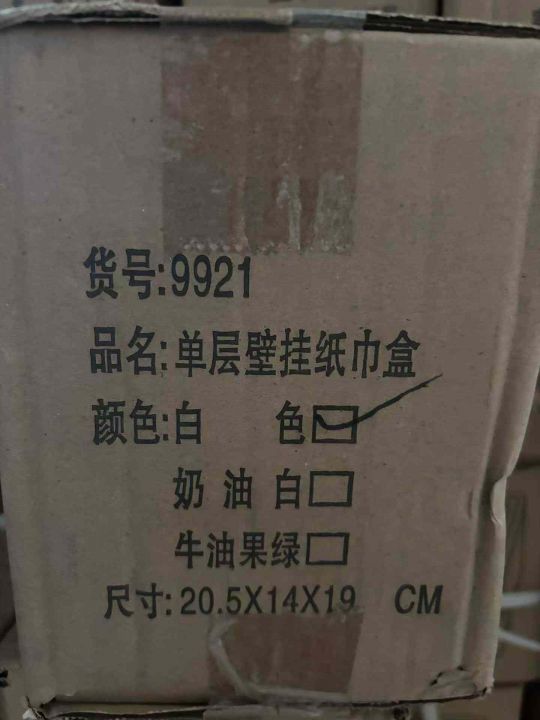 货号:9921
品名:单层壁挂纸巾盒
颜色:白 色☑
奶油白□
牛油果绿□
尺寸:20.5X14X19 CM